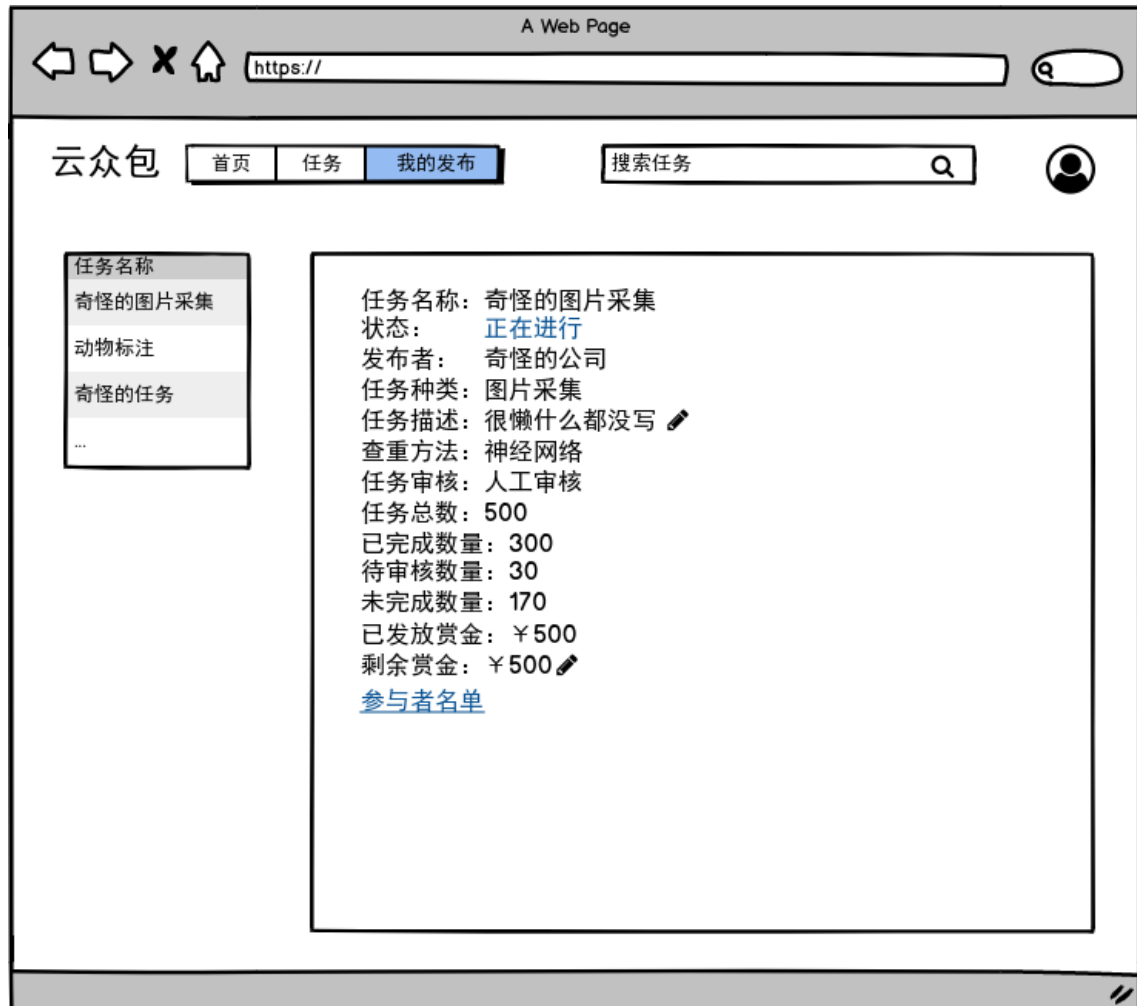 A Web Page
https://
云众包 首页 任务 我的发布 搜索任务
任务名称
奇怪的图片采集
动物标注
奇怪的任务
...
任务名称：奇怪的图片采集
状态： 正在进行
发布者： 奇怪的公司
任务种类：图片采集
任务描述：很懒什么都没写
查重方法：神经网络
任务审核：人工审核
任务总数：500
已完成数量：300
待审核数量：30
未完成数量：170
已发放赏金：￥500
剩余赏金：￥500
参与者名单